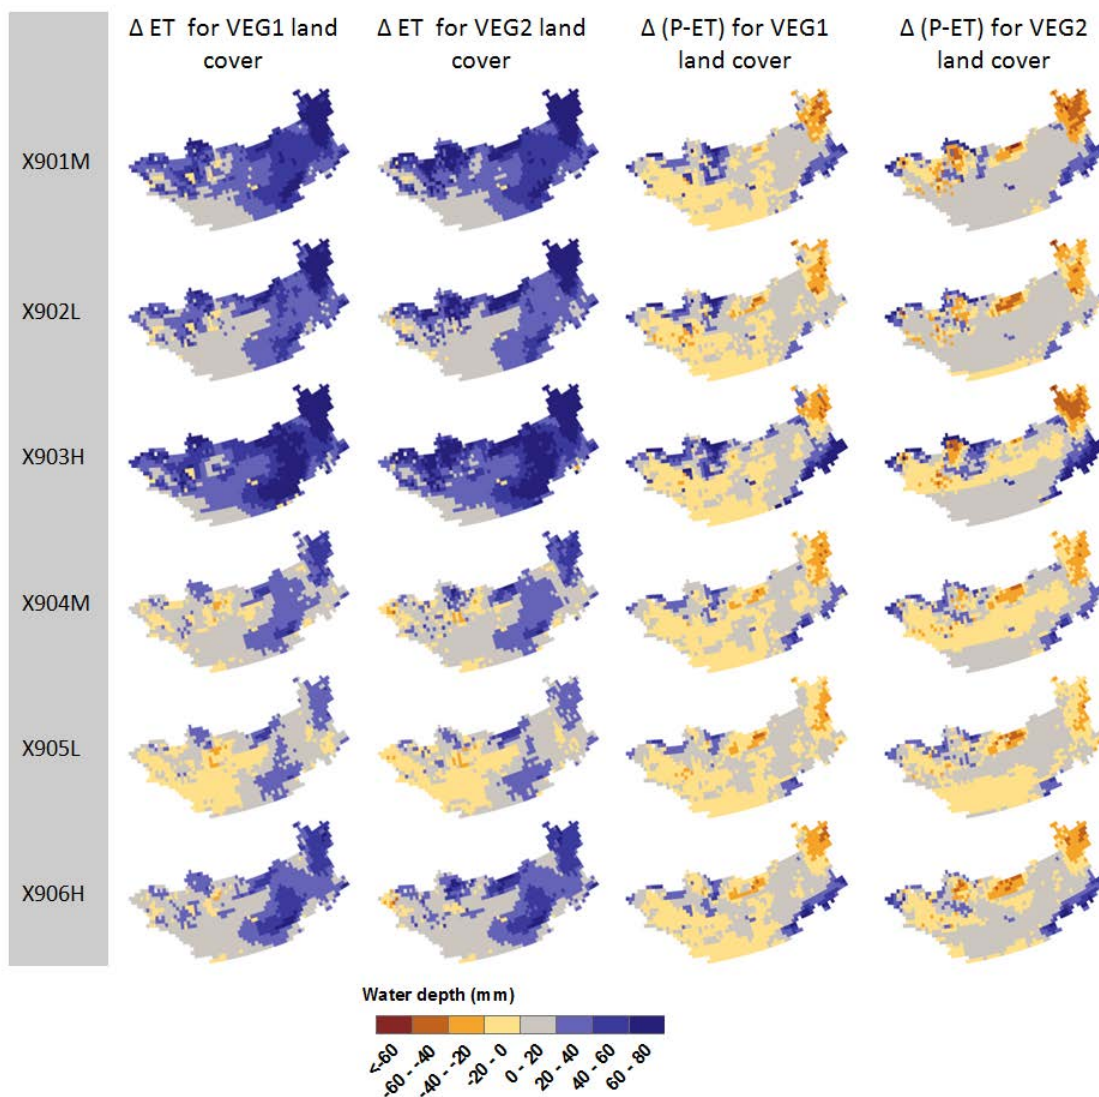 Δ ET for VEG1 land cover
Δ ET for VEG2 land cover
Δ (P-ET) for VEG1 land cover
Δ (P-ET) for VEG2 land cover
X901M
X902L
X903H
X904M
X905L
X906H
Water depth (mm)
<-60
-60 - -40
-40 - -20
-20 - 0
0 - 20
20 - 40
40 - 60
60 - 80